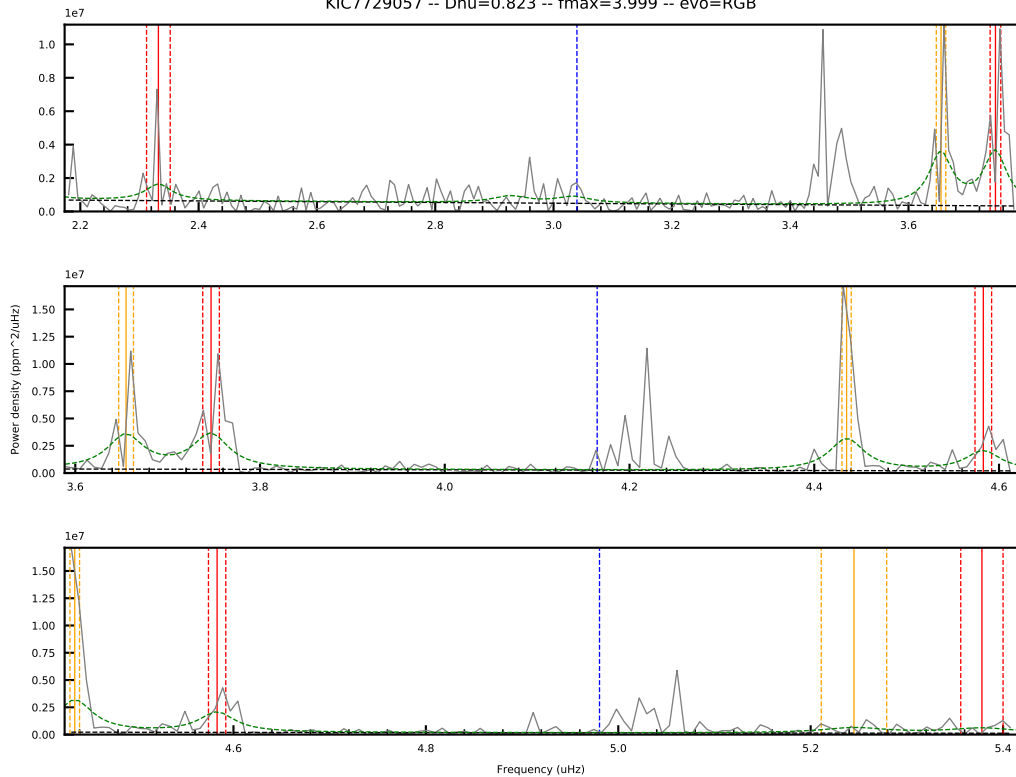 KIC7729057 -- Dnu=0.823 -- fmax=3.999 -- evo=RGB
1e7
1.0
0.8
0.6
0.4
0.2
0.0
2.2 2.4 2.6 2.8 3.0 3.2 3.4 3.6
1e7
Power density (ppm^2/uHz)
1.50
1.25
1.00
0.75
0.50
0.25
0.00
3.6 3.8 4.0 4.2 4.4 4.6
1e7
1.50
1.25
1.00
0.75
0.50
0.25
0.00
4.6 4.8 5.0 5.2 5.4
Frequency (uHz)